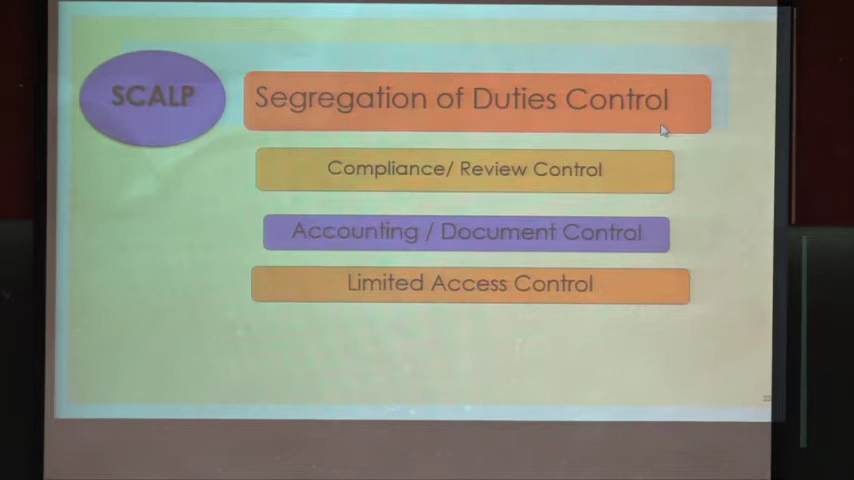 SCALP
Segregation of Duties Control
Compliance/ Review Control
Accounting / Document Control
Limited Access Control